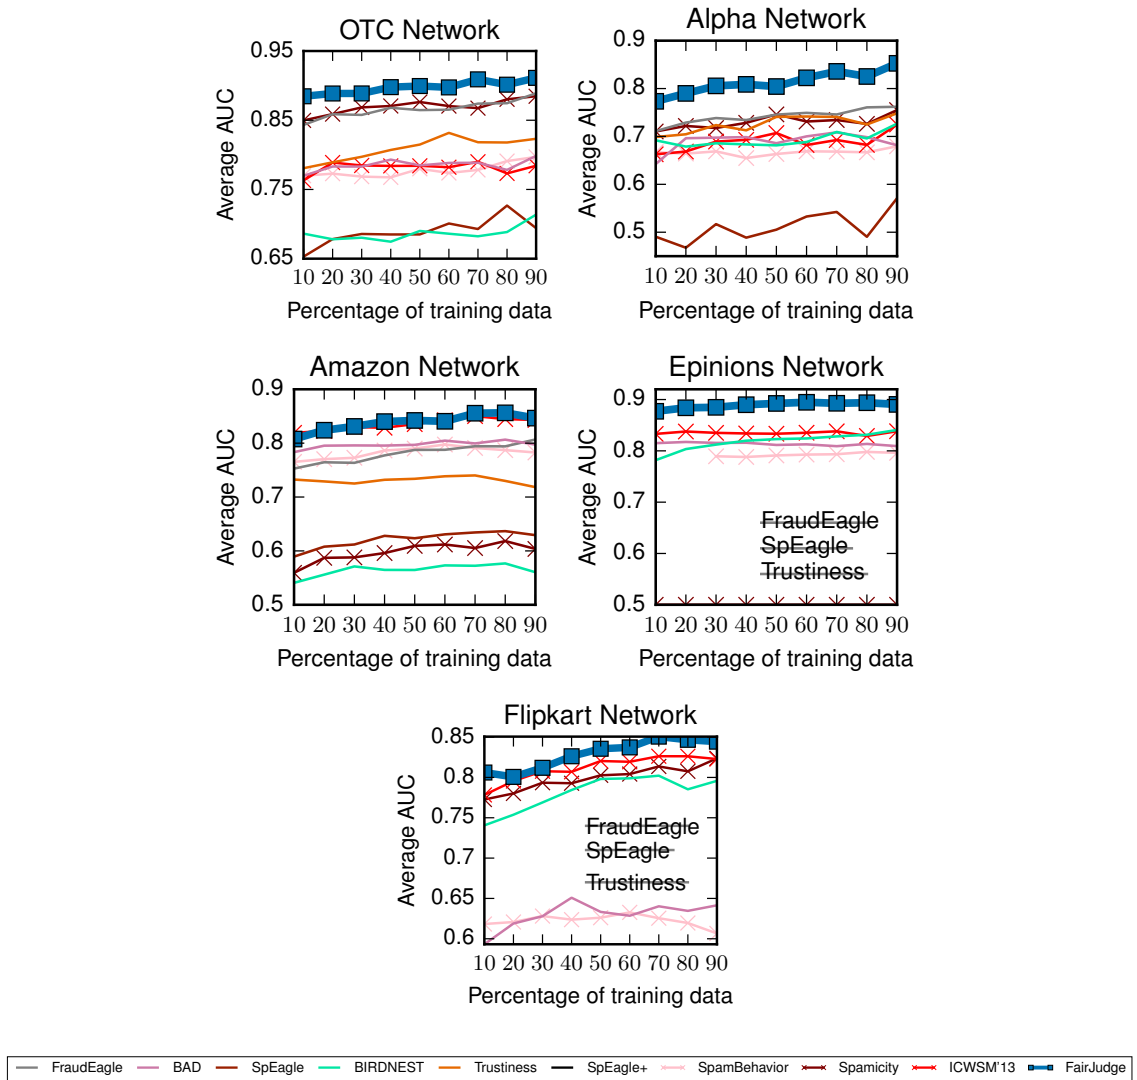 OTC Network
Alpha Network
0.95
0.85
0.75
0.65
Average AUC
10 20 30 40 50 60 70 80 90
Percentage of training data
0.9
0.8
0.7
0.6
0.5
Average AUC
10 20 30 40 50 60 70 80 90
Percentage of training data
Amazon Network
Epinions Network
0.9
0.8
0.7
0.6
0.5
Average AUC
10 20 30 40 50 60 70 80 90
Percentage of training data
0.9
0.8
0.7
0.6
0.5
Average AUC
FraudEagle
SpEagle
Trustiness
10 20 30 40 50 60 70 80 90
Percentage of training data
Flipkart Network
0.85
0.8
0.75
0.7
0.65
0.6
Average AUC
FraudEagle
SpEagle
Trustiness
10 20 30 40 50 60 70 80 90
Percentage of training data
FraudEagle BAD SpEagle BIRDNEST Trustiness SpEagle+ SpamBehavior Spamicity ICWSM'13 FairJudge